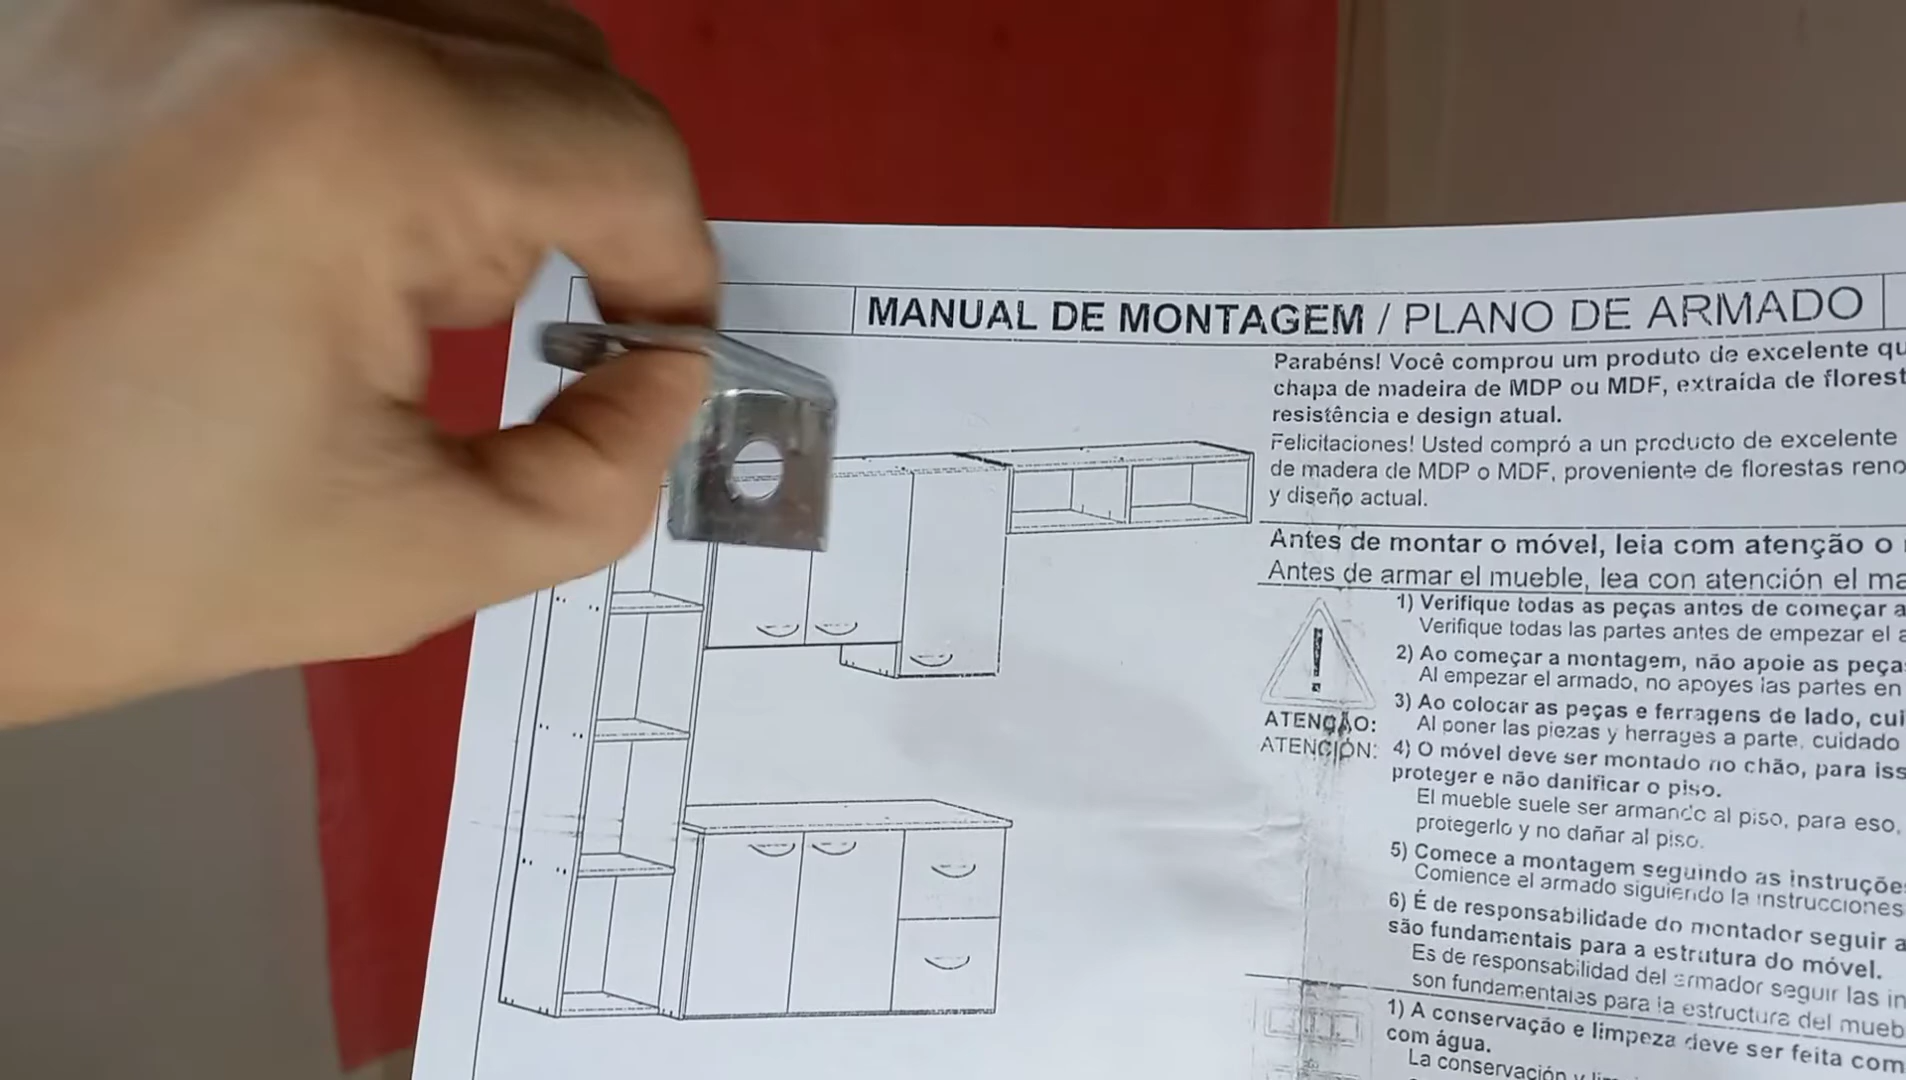 MANUAL DE MONTAGEM / PLANO DE ARMADO
Parabéns! Você comprou um produto de excelente
chapa de madeira de MDP ou MDF, extraída de
resistência e design atual.
Felicitaciones! Usted compró a un producto de excelente
de madera de MDP o MDF, proveniente de florestas
y diseño actual.
Antes de montar o móvel, leia com atenção o
Antes de armar el mueble, lea con atención el
ATENÇÃO:
ATENCIÓN:
1) Verifique todas as peças antes de começar a
Verifique todas las partes antes de empezar el
2) Ao começar a montagem, não apoie as
Al empezar el armado, no apoyes las partes en
3) Ao colocar as peças e ferragens de lado,
Al poner las piezas y herrages a parte, cuidado
4) O móvel deve ser montado no chão, para
proteger e não danificar o piso.
El mueble suele ser armando al piso, para eso,
protegerlo y no dañar al piso.
5) Comece a montagem seguindo as
Comience el armado siguiendo la instrucciones
6) É de responsabilidade do montador seguir
são fundamentais para a estrutura do móvel.
Es de responsabilidad del armador seguir las
son fundamentales para la estructura del
1) A conservação e limpeza deve ser feita com
com água.
La conservación y